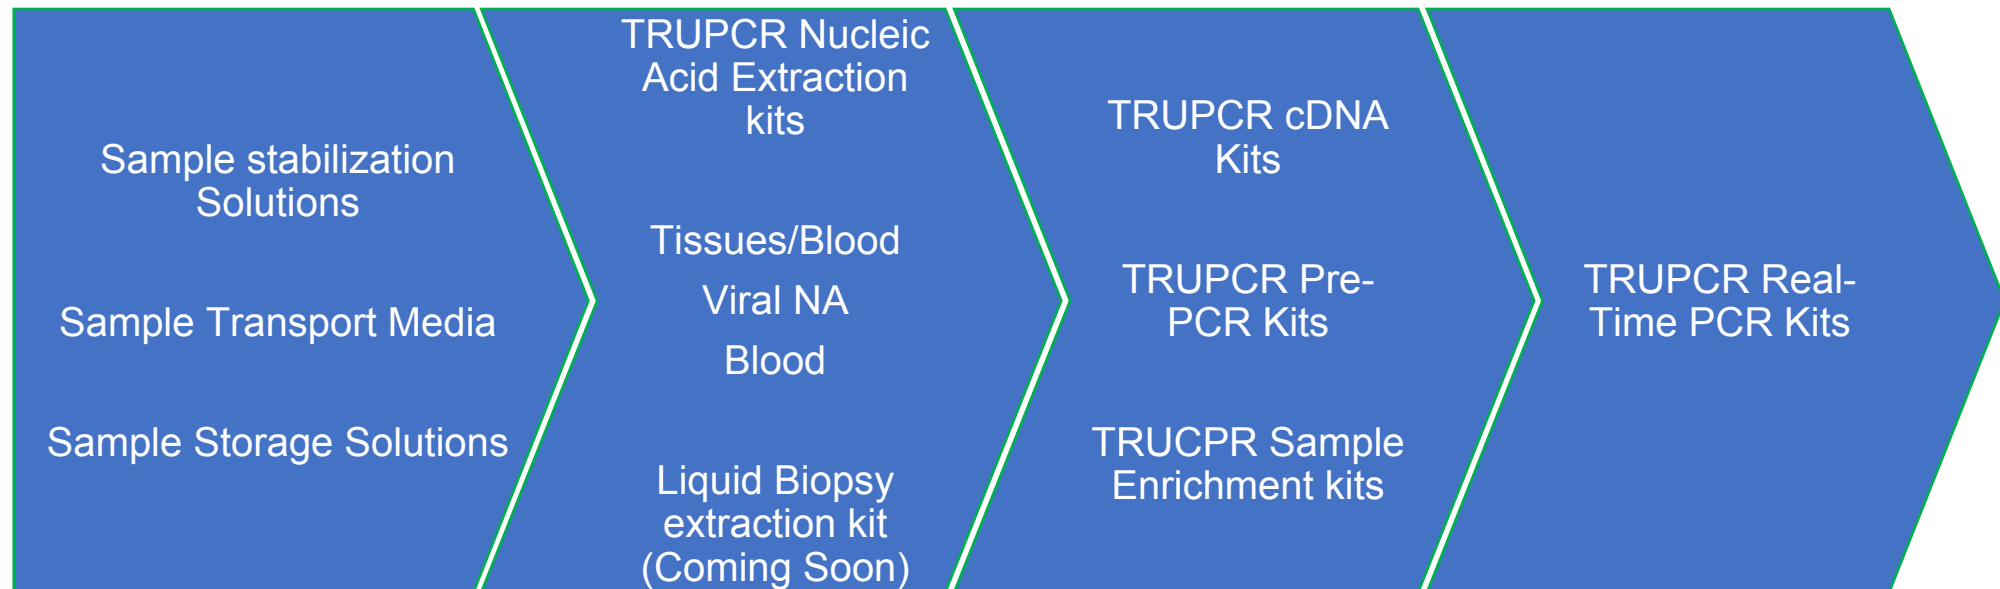 Sample stabilization
Solutions
Sample Transport Media
Sample Storage Solutions
TRUPCR Nucleic
Acid Extraction
kits
Tissues/Blood
Viral NA
Blood
Liquid Biopsy
extraction kit
(Coming Soon)
TRUPCR cDNA
Kits
TRUPCR Pre-
PCR Kits
TRUCPR Sample
Enrichment kits
TRUPCR Real-
Time PCR Kits